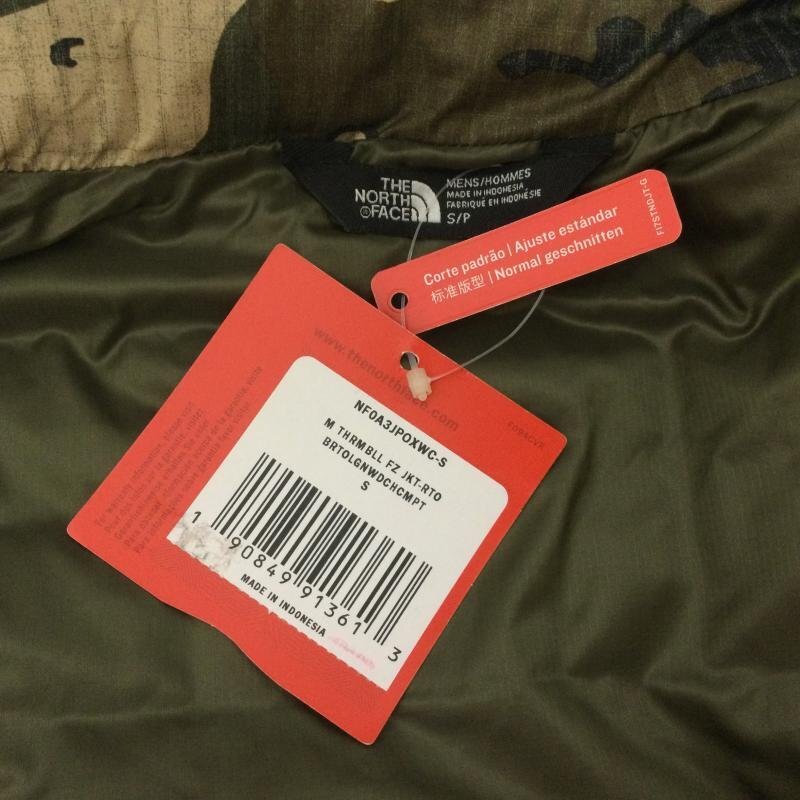 THE
NORTH
FACE
MENS/HOMMES
MADE IN INDONESIA
FABRIQUÉ EN INDONÉSIE
S/P
Corte padrão | Ajuste estándar
标准版型 | Normal geschnitten
F17STNDJT-G
www.thenorthface.com
NF0A3JPOXWC-S
M THRMBLL FZ JKT-RTO
BRTOLGNWDCHCMPT
S
1 90849 91361 3
MADE IN INDONESIA